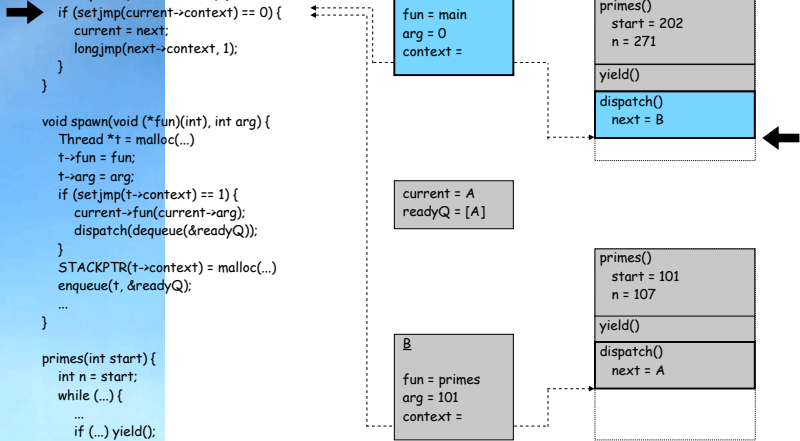 if (setjmp(current->context) == 0) {
current = next;
longjmp(next->context, 1);
}
}
void spawn(void (*fun)(int), int arg) {
Thread *t = malloc(...)
t->fun = fun;
t->arg = arg;
if (setjmp(t->context) == 1) {
current->fun(current->arg);
dispatch(dequeue(&readyQ));
}
STACKPTR(t->context) = malloc(...)
enqueue(t, &readyQ);
...
}
primes(int start) {
int n = start;
while (...) {
...
if (...) yield();
fun = main
arg = 0
context =
current = A
readyQ = [A]
B
fun = primes
arg = 101
context =
primes()
start = 202
n = 271
yield()
dispatch()
next = B
primes()
start = 101
n = 107
yield()
dispatch()
next = A